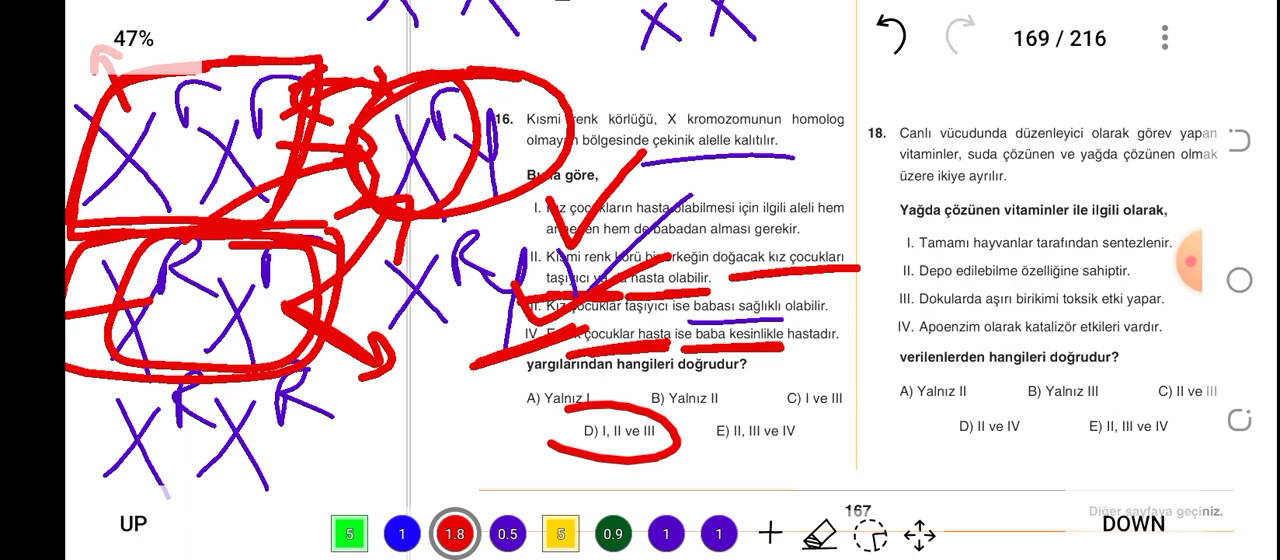 47%
169 / 216
16. Kısmi renk körlüğü, X kromozomunun homolog
olmayan bölgesinde çekinik alelle kalıtılır.
Buna göre,
I. Kız çocukların hasta olabilmesi için ilgili aleli hem
anneden hem de babadan alması gerekir.
II. Kısmi renk körü bir erkeğin doğacak kız çocukları
taşıyıcı ya da hasta olabilir.
III. Kız çocuklar taşıyıcı ise babası sağlıklı olabilir.
IV. Erkek çocuklar hasta ise baba kesinlikle hastadır.
yargılarından hangileri doğrudur?
A) Yalnız I B) Yalnız II C) I ve III
D) I, II ve III E) II, III ve IV
18. Canlı vücudunda düzenleyici olarak görev yapan
vitaminler, suda çözünen ve yağda çözünen olmak
üzere ikiye ayrılır.
Yağda çözünen vitaminler ile ilgili olarak,
I. Tamamı hayvanlar tarafından sentezlenir.
II. Depo edilebilme özelliğine sahiptir.
III. Dokularda aşırı birikimi toksik etki yapar.
IV. Apoenzim olarak katalizör etkileri vardır.
verilenlerden hangileri doğrudur?
A) Yalnız II B) Yalnız III C) II ve III
D) II ve IV E) II, III ve IV
X X r r
X r Y
X R X r
X R Y
X R X R
167
Diğer sayfaya geçiniz.
UP
5 1 1.8 0.5 5 0.9 1 1
DOWN